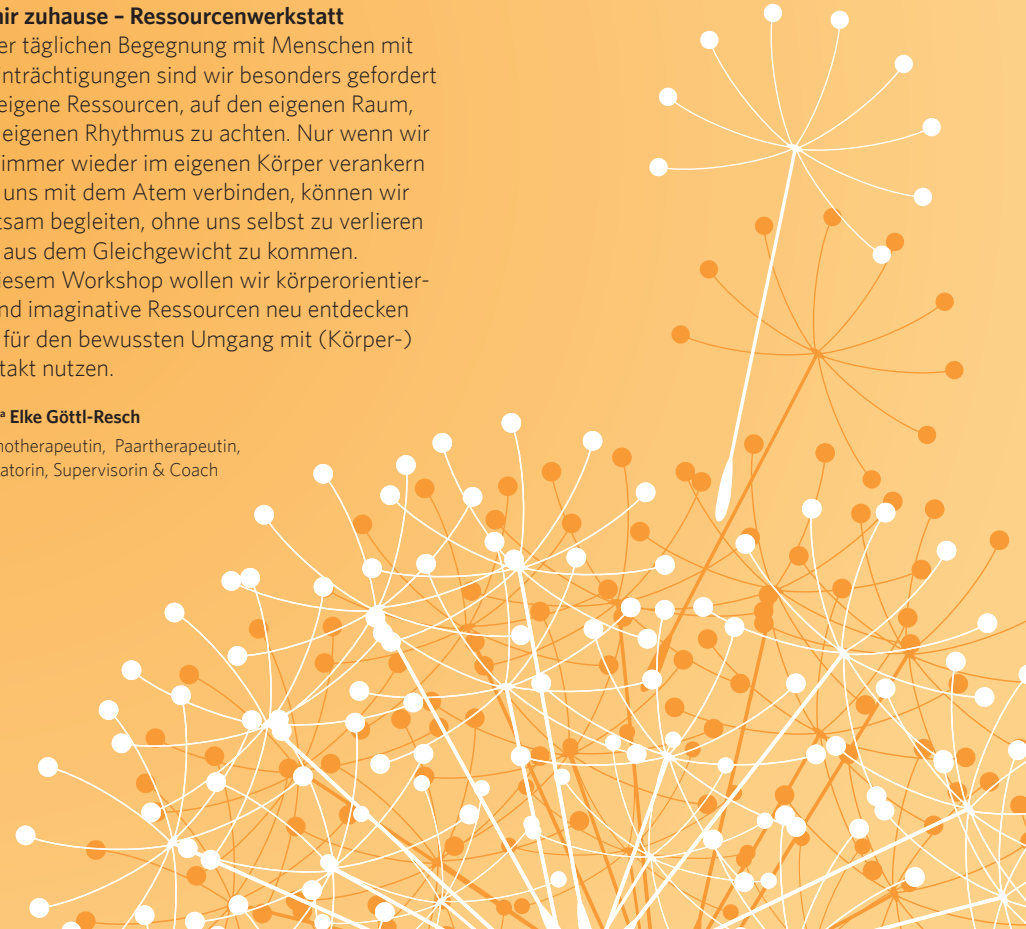 ir zuhause – Ressourcenwerkstatt
er täglichen Begegnung mit Menschen mit
nträchtigungen sind wir besonders gefordert
eigene Ressourcen, auf den eigenen Raum,
eigenen Rhythmus zu achten. Nur wenn wir
immer wieder im eigenen Körper verankern
uns mit dem Atem verbinden, können wir
tsam begleiten, ohne uns selbst zu verlieren
aus dem Gleichgewicht zu kommen.
iesem Workshop wollen wir körperorientier-
nd imaginative Ressourcen neu entdecken
für den bewussten Umgang mit (Körper-)
takt nutzen.
ª Elke Göttl-Resch
hotherapeutin, Paartherapeutin,
atorin, Supervisorin & Coach